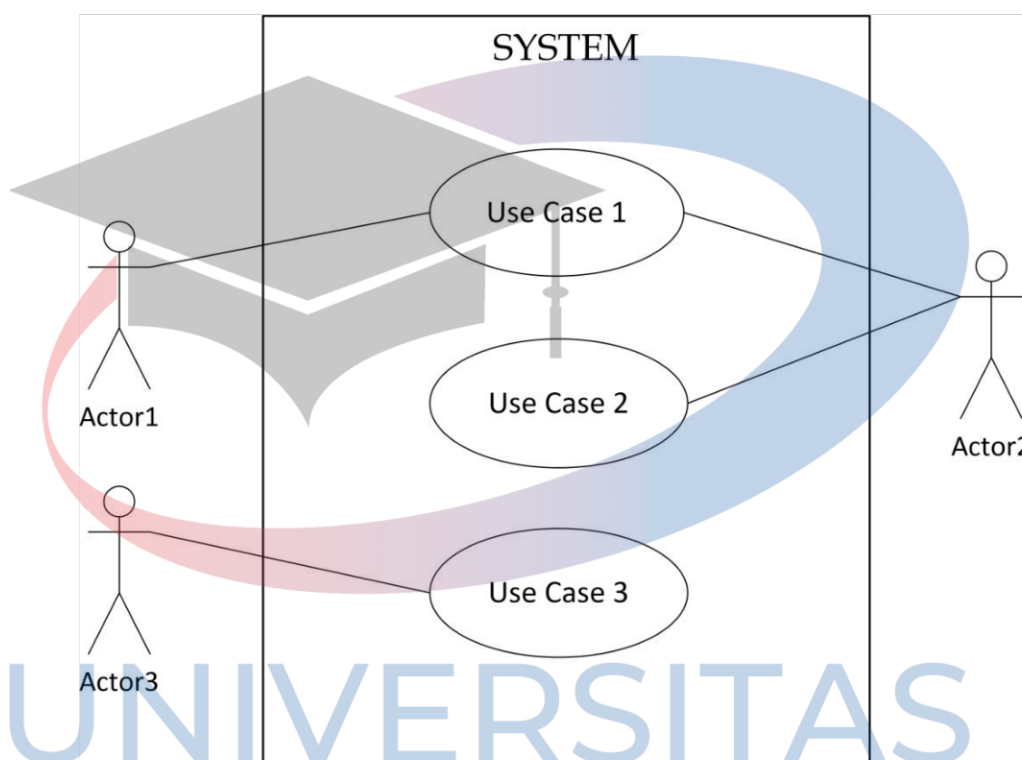 SYSTEM
Use Case 1
Use Case 2
Actor1
Actor2
Use Case 3
Actor3
UNIVERSITAS